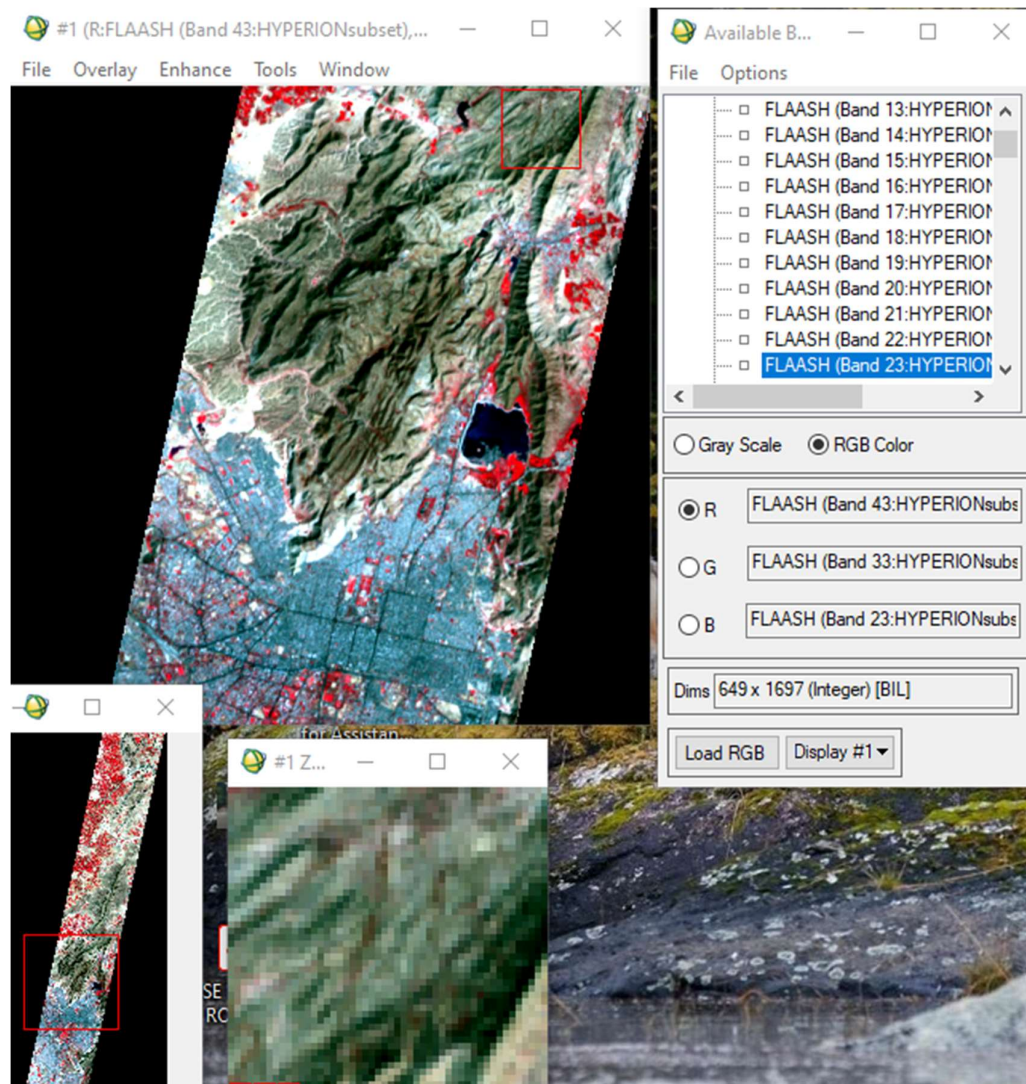 #1 (R:FLAASH (Band 43:HYPERIONsubset),...
File Overlay Enhance Tools Window
Available B...
File Options
FLAASH (Band 13:HYPERION
FLAASH (Band 14:HYPERION
FLAASH (Band 15:HYPERION
FLAASH (Band 16:HYPERION
FLAASH (Band 17:HYPERION
FLAASH (Band 18:HYPERION
FLAASH (Band 19:HYPERION
FLAASH (Band 20:HYPERION
FLAASH (Band 21:HYPERION
FLAASH (Band 22:HYPERION
FLAASH (Band 23:HYPERION
Gray Scale RGB Color
R FLAASH (Band 43:HYPERIONsubs
G FLAASH (Band 33:HYPERIONsubs
B FLAASH (Band 23:HYPERIONsubs
Dims 649 x 1697 (Integer) [BIL]
Load RGB Display #1
for Assistan...
#1 Z...
SE
RO